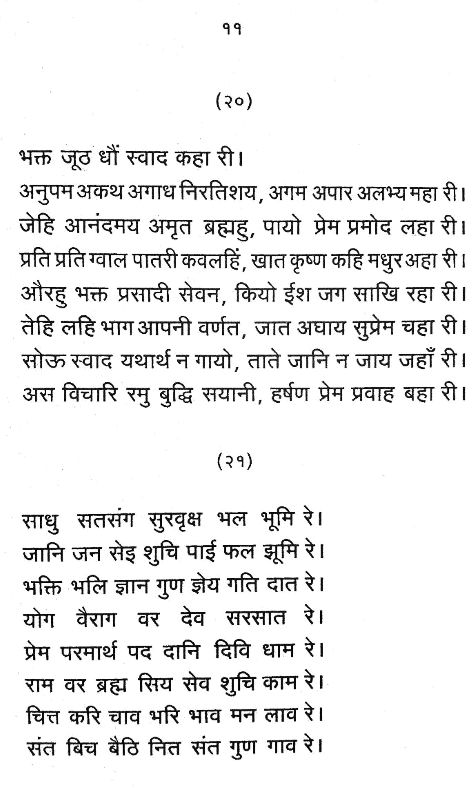 ११
(२०)
भक्त जूठ धौं स्वाद कहा री।
अनुपम अकथ अगाध निरतिशय, अगम अपार अलभ्य महा री।
जेहि आनंदमय अमृत ब्रह्महु, पायो प्रेम प्रमोद लहा री।
प्रति प्रति ग्वाल पातरी कवलहिं, खात कृष्ण कहि मधुर अहा री।
औरहु भक्त प्रसादी सेवन, कियो ईश जग साखि रहा री।
तेहि लहि भाग आपनी वर्णत, जात अघाय सुप्रेम चहा री।
सोऊ स्वाद यथार्थ न गायो, ताते जानि न जाय जहाँ री।
अस विचारि रमु बुद्धि सयानी, हर्षण प्रेम प्रवाह बहा री।
(२१)
साधु सतसंग सुरवृक्ष भल भूमि रे।
जानि जन सेइ शुचि पाई फल झूमि रे।
भक्ति भलि ज्ञान गुण ज्ञेय गति दात रे।
योग वैराग वर देव सरसात रे।
प्रेम परमार्थ पद दानि दिवि धाम रे।
राम वर ब्रह्म सिय सेव शुचि काम रे।
चित्त करि चाव भरि भाव मन लाव रे।
संत बिच बैठि नित संत गुण गाव रे।